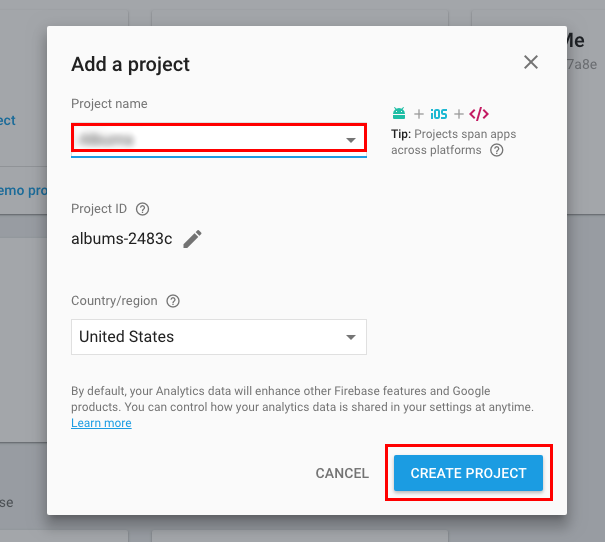 Me
Add a project
7a8e
Project name
ect
+ iOS + </>
Tip: Projects span apps
across platforms
emo pro
Project ID
albums-2483c
Country/region
United States
By default, your Analytics data will enhance other Firebase features and Google
products. You can control how your analytics data is shared in your settings at anytime.
Learn more
CANCEL
CREATE PROJECT
se